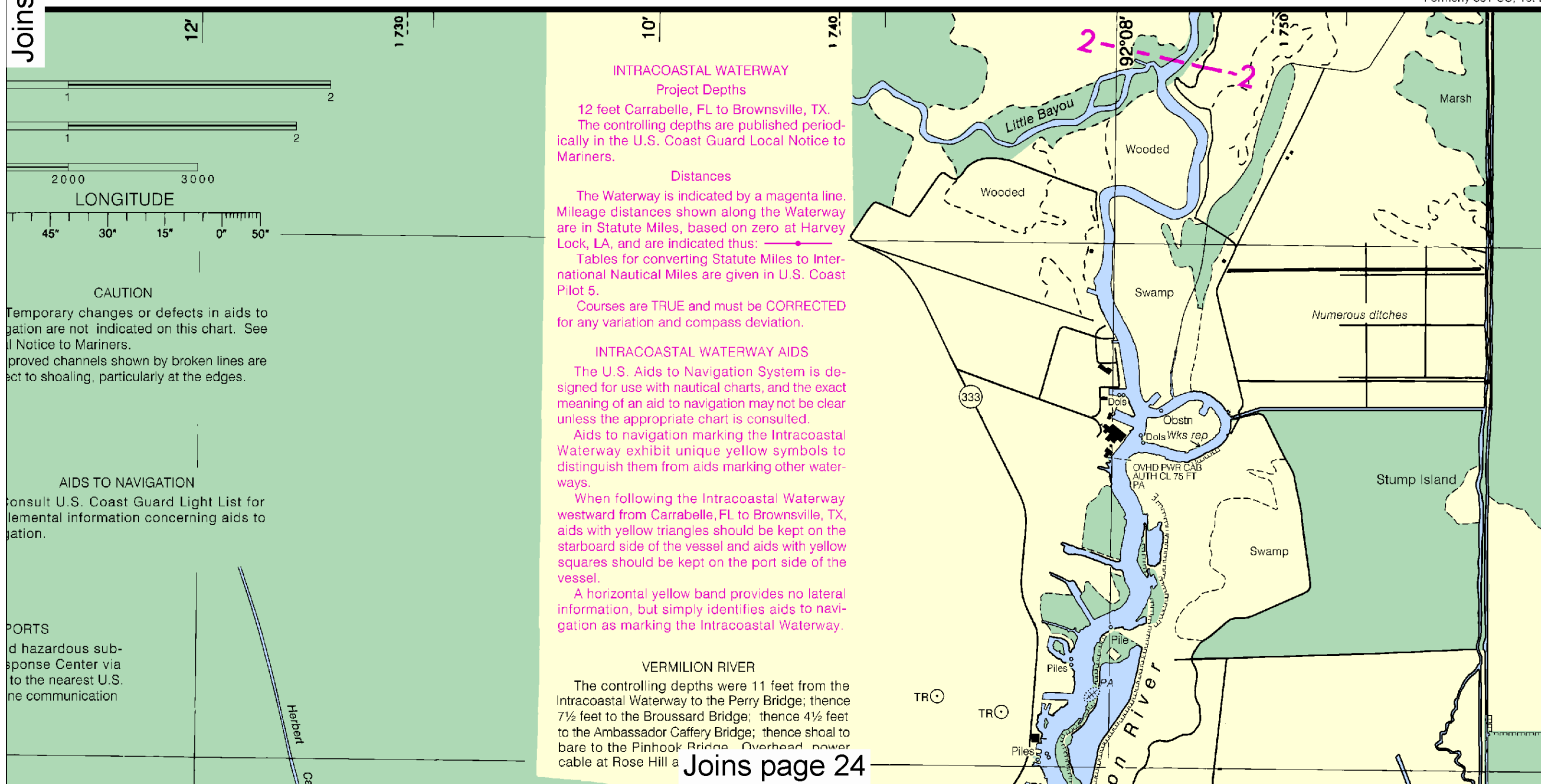 Joins
12'
1 730
10'
1 740
92°08'
1 750
2
2
1
2
1
2
2000
3000
LONGITUDE
45"
30"
15"
0"
50"
CAUTION
Temporary changes or defects in aids to
gation are not indicated on this chart. See
l Notice to Mariners.
proved channels shown by broken lines are
ect to shoaling, particularly at the edges.
AIDS TO NAVIGATION
Consult U.S. Coast Guard Light List for
lemental information concerning aids to
gation.
PORTS
d hazardous sub-
sponse Center via
to the nearest U.S.
ne communication
Herbert
INTRACOASTAL WATERWAY
Project Depths
12 feet Carrabelle, FL to Brownsville, TX.
The controlling depths are published period-
ically in the U.S. Coast Guard Local Notice to
Mariners.
Distances
The Waterway is indicated by a magenta line.
Mileage distances shown along the Waterway
are in Statute Miles, based on zero at Harvey
Lock, LA, and are indicated thus:
Tables for converting Statute Miles to Inter-
national Nautical Miles are given in U.S. Coast
Pilot 5.
Courses are TRUE and must be CORRECTED
for any variation and compass deviation.
INTRACOASTAL WATERWAY AIDS
The U.S. Aids to Navigation System is de-
signed for use with nautical charts, and the exact
meaning of an aid to navigation may not be clear
unless the appropriate chart is consulted.
Aids to navigation marking the Intracoastal
Waterway exhibit unique yellow symbols to
distinguish them from aids marking other water-
ways.
When following the Intracoastal Waterway
westward from Carrabelle, FL to Brownsville, TX,
aids with yellow triangles should be kept on the
starboard side of the vessel and aids with yellow
squares should be kept on the port side of the
vessel.
A horizontal yellow band provides no lateral
information, but simply identifies aids to navi-
gation as marking the Intracoastal Waterway.
VERMILION RIVER
The controlling depths were 11 feet from the
Intracoastal Waterway to the Perry Bridge; thence
7½ feet to the Broussard Bridge; thence 4½ feet
to the Ambassador Caffery Bridge; thence shoal to
bare to the Pinhook Bridge. Overhead power
cable at Rose Hill a
Joins page 24
Little Bayou
Marsh
Wooded
Wooded
Swamp
Numerous ditches
333
Dols
Obstn
Dols Wks rep
OVHD PWR CAB
AUTH CL 75 FT
PA
Stump Island
Swamp
Pile
Piles
PA
TR
TR
Piles
on River